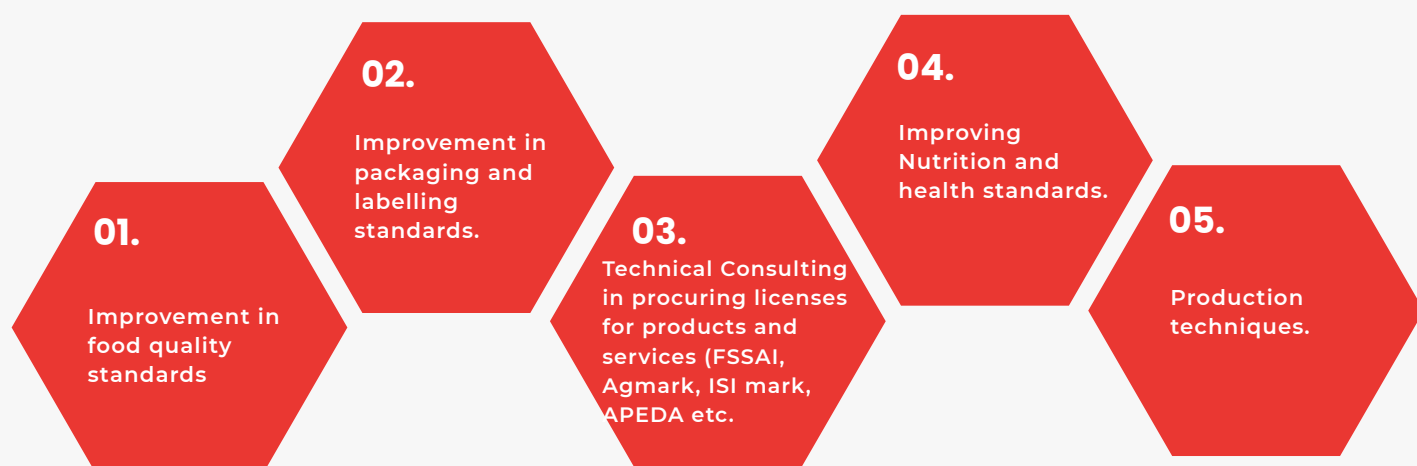 01.
Improvement in
food quality
standards
02.
Improvement in
packaging and
labelling
standards.
03.
Technical Consulting
in procuring licenses
for products and
services (FSSAI,
Agmark, ISI mark,
APEDA etc.
04.
Improving
Nutrition and
health standards.
05.
Production
techniques.